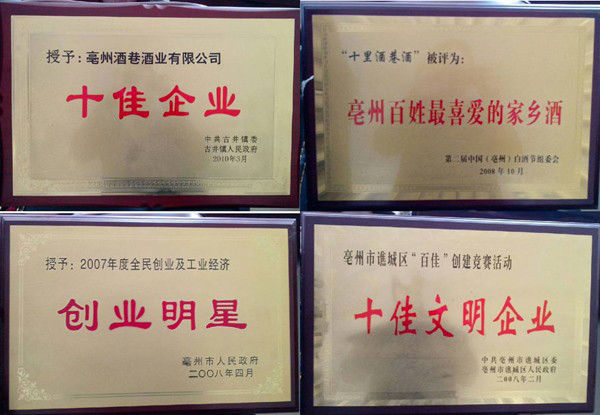 授予：亳州酒巷酒业有限公司
十佳企业
中共古井镇委
古井镇人民政府
2010年3月
“十里酒巷酒”被评为：
亳州百姓最喜爱的家乡酒
第二届中国（亳州）白酒节组委会
2008年10月
授予：2007年度全民创业及工业经济
创业明星
亳州市人民政府
二〇〇八年四月
亳州市谯城区“百佳”创建竞赛活动
十佳文明企业
中共亳州市谯城区委
亳州市谯城区人民政府
二〇〇八年二月